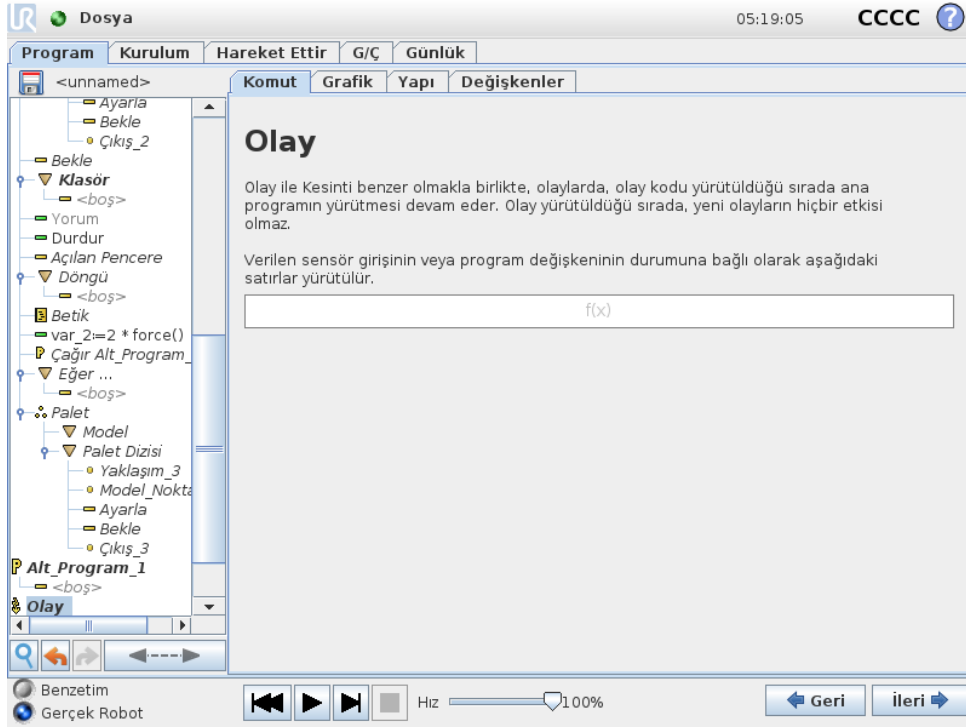 UR Dosya 05:19:05 CCCC ?
Program Kurulum Hareket Ettir G/Ç Günlük
<unnamed>
Komut Grafik Yapı Değişkenler
Ayarla
Bekle
Çıkış_2
Bekle
Klasör
<boş>
Yorum
Durdur
Açılan Pencere
Döngü
<boş>
Betik
var_2:=2 * force()
Çağır Alt_Program_
Eğer ...
<boş>
Palet
Model
Palet Dizisi
Yaklaşım_3
Model_Nokta
Ayarla
Bekle
Çıkış_3
P Alt_Program_1
<boş>
Olay
Olay
Olay ile Kesinti benzer olmakla birlikte, olaylarda, olay kodu yürütüldüğü sırada ana
programın yürütmesi devam eder. Olay yürütüldüğü sırada, yeni olayların hiçbir etkisi
olmaz.
Verilen sensör girişinin veya program değişkeninin durumuna bağlı olarak aşağıdaki
satırlar yürütülür.
f(x)
Benzetim
Gerçek Robot
Hız 100%
Geri İleri